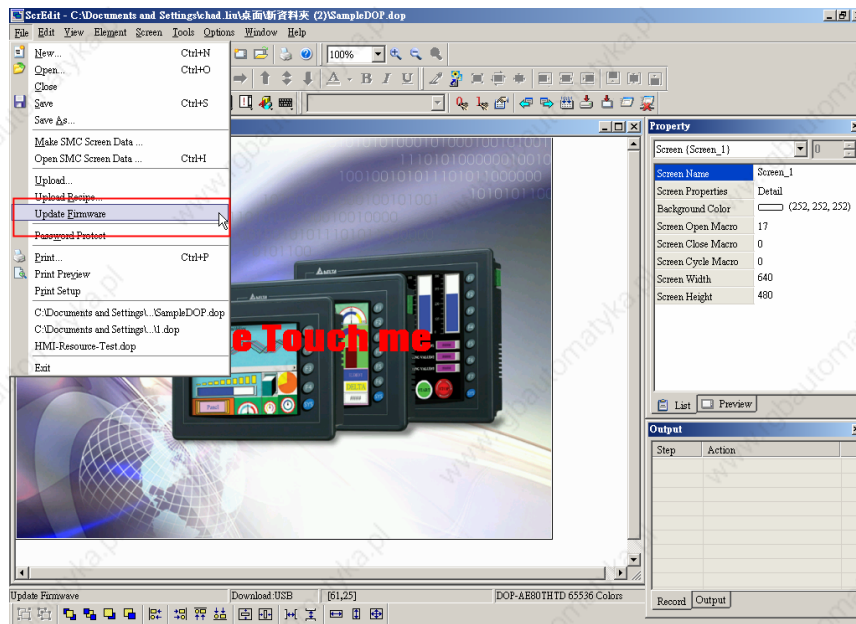 ScrEdit - C:\Documents and Settings\chad.liu\桌面\新資料夾 (2)\SampleDOP.dop
File Edit View Element Screen Tools Options Window Help
New... Ctrl+N
Open... Ctrl+O
Close
Save Ctrl+S
Save As...
Make SMC Screen Data ...
Open SMC Screen Data ... Ctrl+I
Upload...
Upload Recipe...
Update Firmware
Password Protect
Print... Ctrl+P
Print Preview
Print Setup
C:\Documents and Settings\...\SampleDOP.dop
C:\Documents and Settings\...\1.dop
HMI-Resource-Test.dop
Exit
100%
A B I U
e Touch me
DELTA
Property
Screen {Screen_1} 0
Screen Name Screen_1
Screen Properties Detail
Background Color (252, 252, 252)
Screen Open Macro 17
Screen Close Macro 0
Screen Cycle Macro 0
Screen Width 640
Screen Height 480
List Preview
Output
Step Action
Record Output
Update Firmware Download:USB [61,25] DOP-AE80THTD 65536 Colors
www.rgbautomatyka.pl